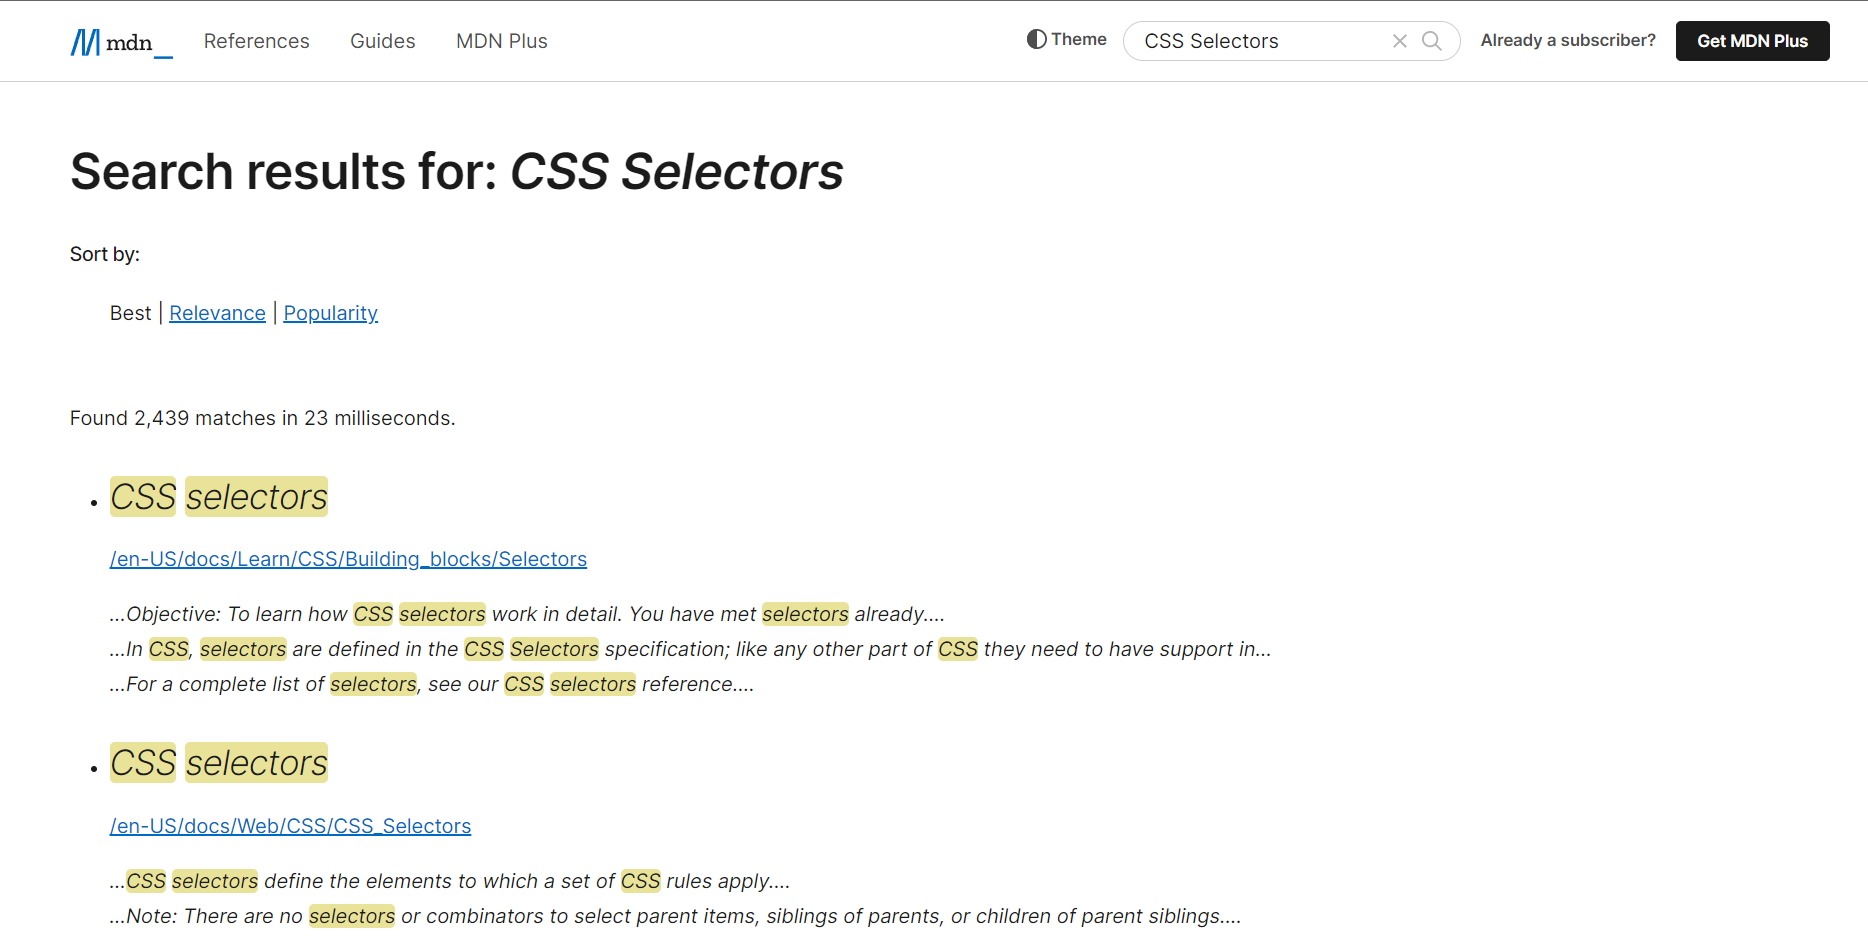 mdn_ References Guides MDN Plus Theme CSS Selectors Already a subscriber? Get MDN Plus
Search results for: CSS Selectors
Sort by:
Best | Relevance | Popularity
Found 2,439 matches in 23 milliseconds.
• CSS selectors
/en-US/docs/Learn/CSS/Building_blocks/Selectors
…Objective: To learn how CSS selectors work in detail. You have met selectors already.…
…In CSS, selectors are defined in the CSS Selectors specification; like any other part of CSS they need to have support in…
…For a complete list of selectors, see our CSS selectors reference.…
• CSS selectors
/en-US/docs/Web/CSS/CSS_Selectors
…CSS selectors define the elements to which a set of CSS rules apply.…
…Note: There are no selectors or combinators to select parent items, siblings of parents, or children of parent siblings.…